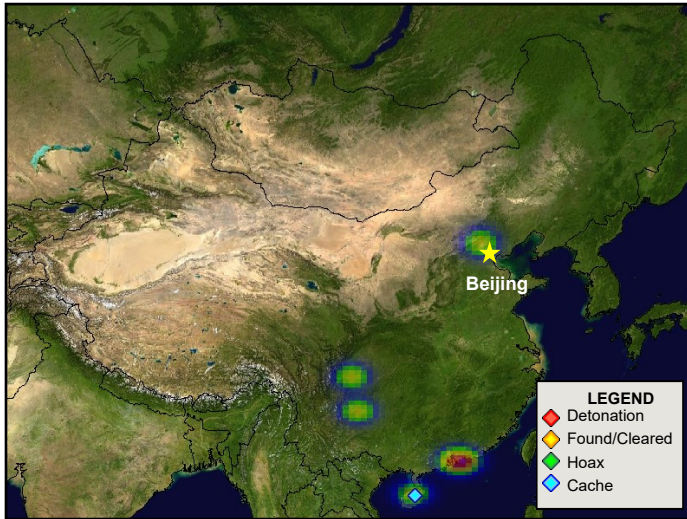 Beijing
LEGEND
Detonation
Found/Cleared
Hoax
Cache